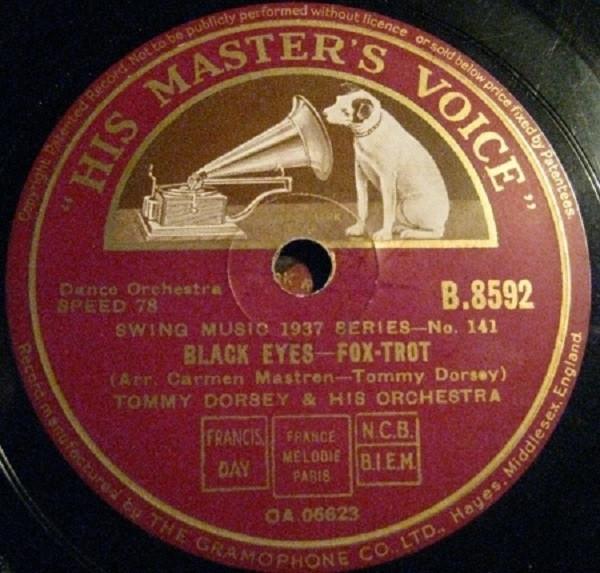 Copyright. Patented Record. Not to be publicly performed without licence or sold below price fixed by Patentees.
"HIS MASTER'S VOICE"
Dance Orchestra
SPEED 78
B.8592
SWING MUSIC 1937 SERIES—No. 141
BLACK EYES—FOX-TROT
(Arr. Carmen Mastren—Tommy Dorsey)
TOMMY DORSEY & HIS ORCHESTRA
FRANCIS,
DAY
FRANCE
MÉLODIE
PARIS
N.C.B.
B.I.E.M.
OA 06623
Record manufactured by THE GRAMOPHONE CO., LTD., Hayes, Middlesex, England.